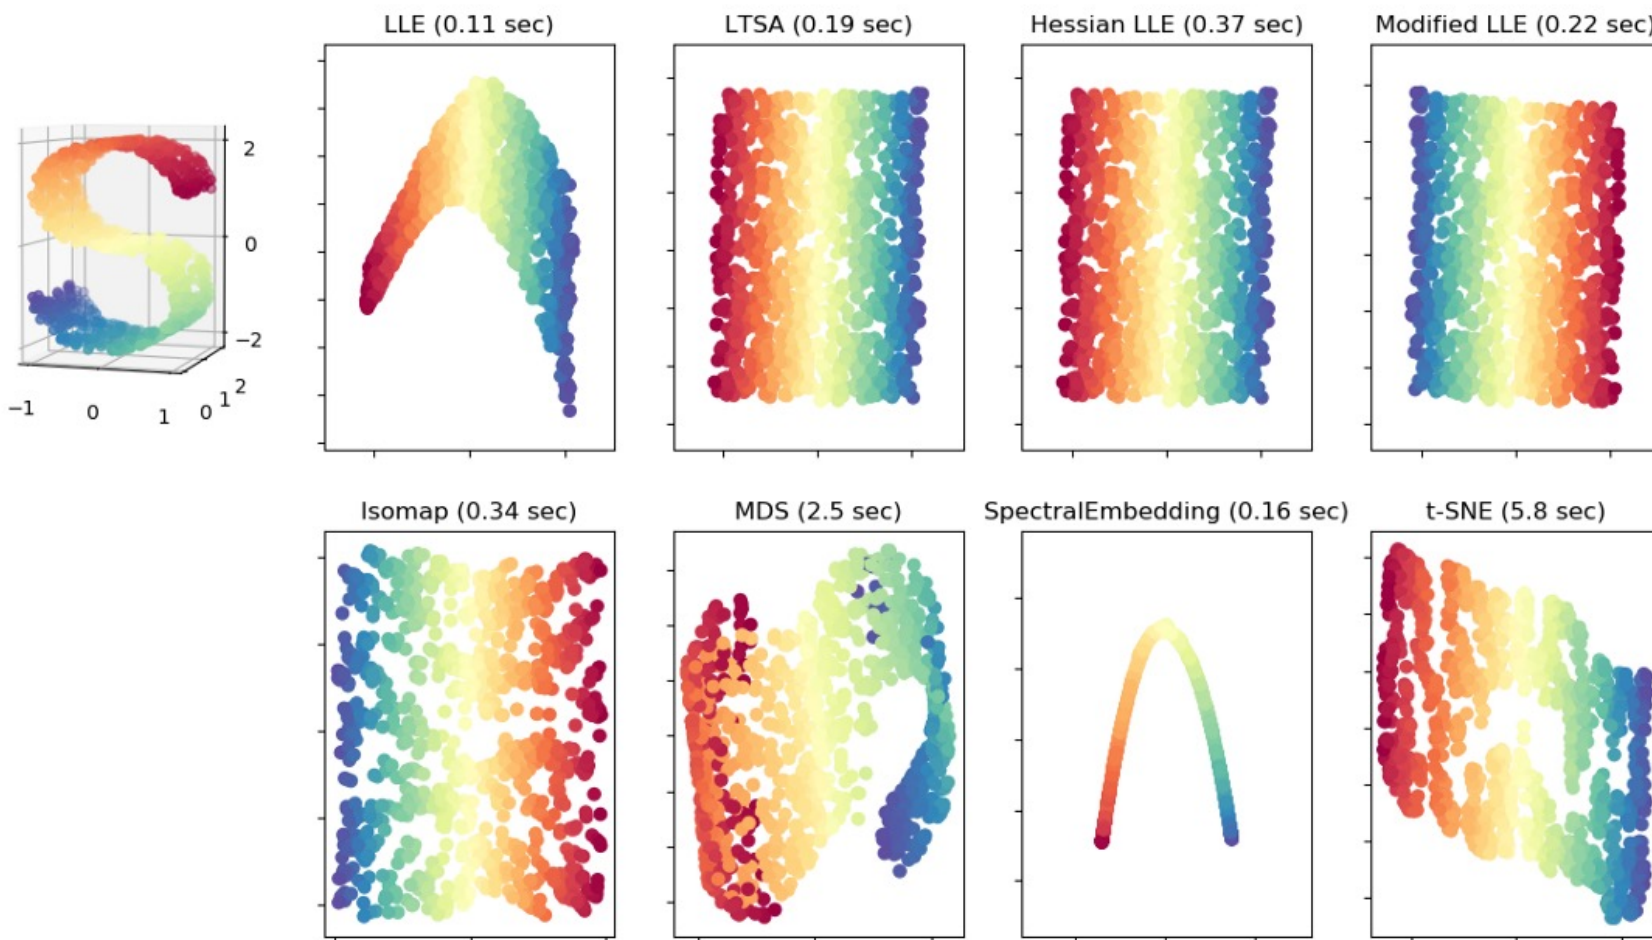 LLE (0.11 sec)
LTSA (0.19 sec)
Hessian LLE (0.37 sec)
Modified LLE (0.22 sec)
2
0
−2
−1
0
1
0
1
2
Isomap (0.34 sec)
MDS (2.5 sec)
SpectralEmbedding (0.16 sec)
t-SNE (5.8 sec)